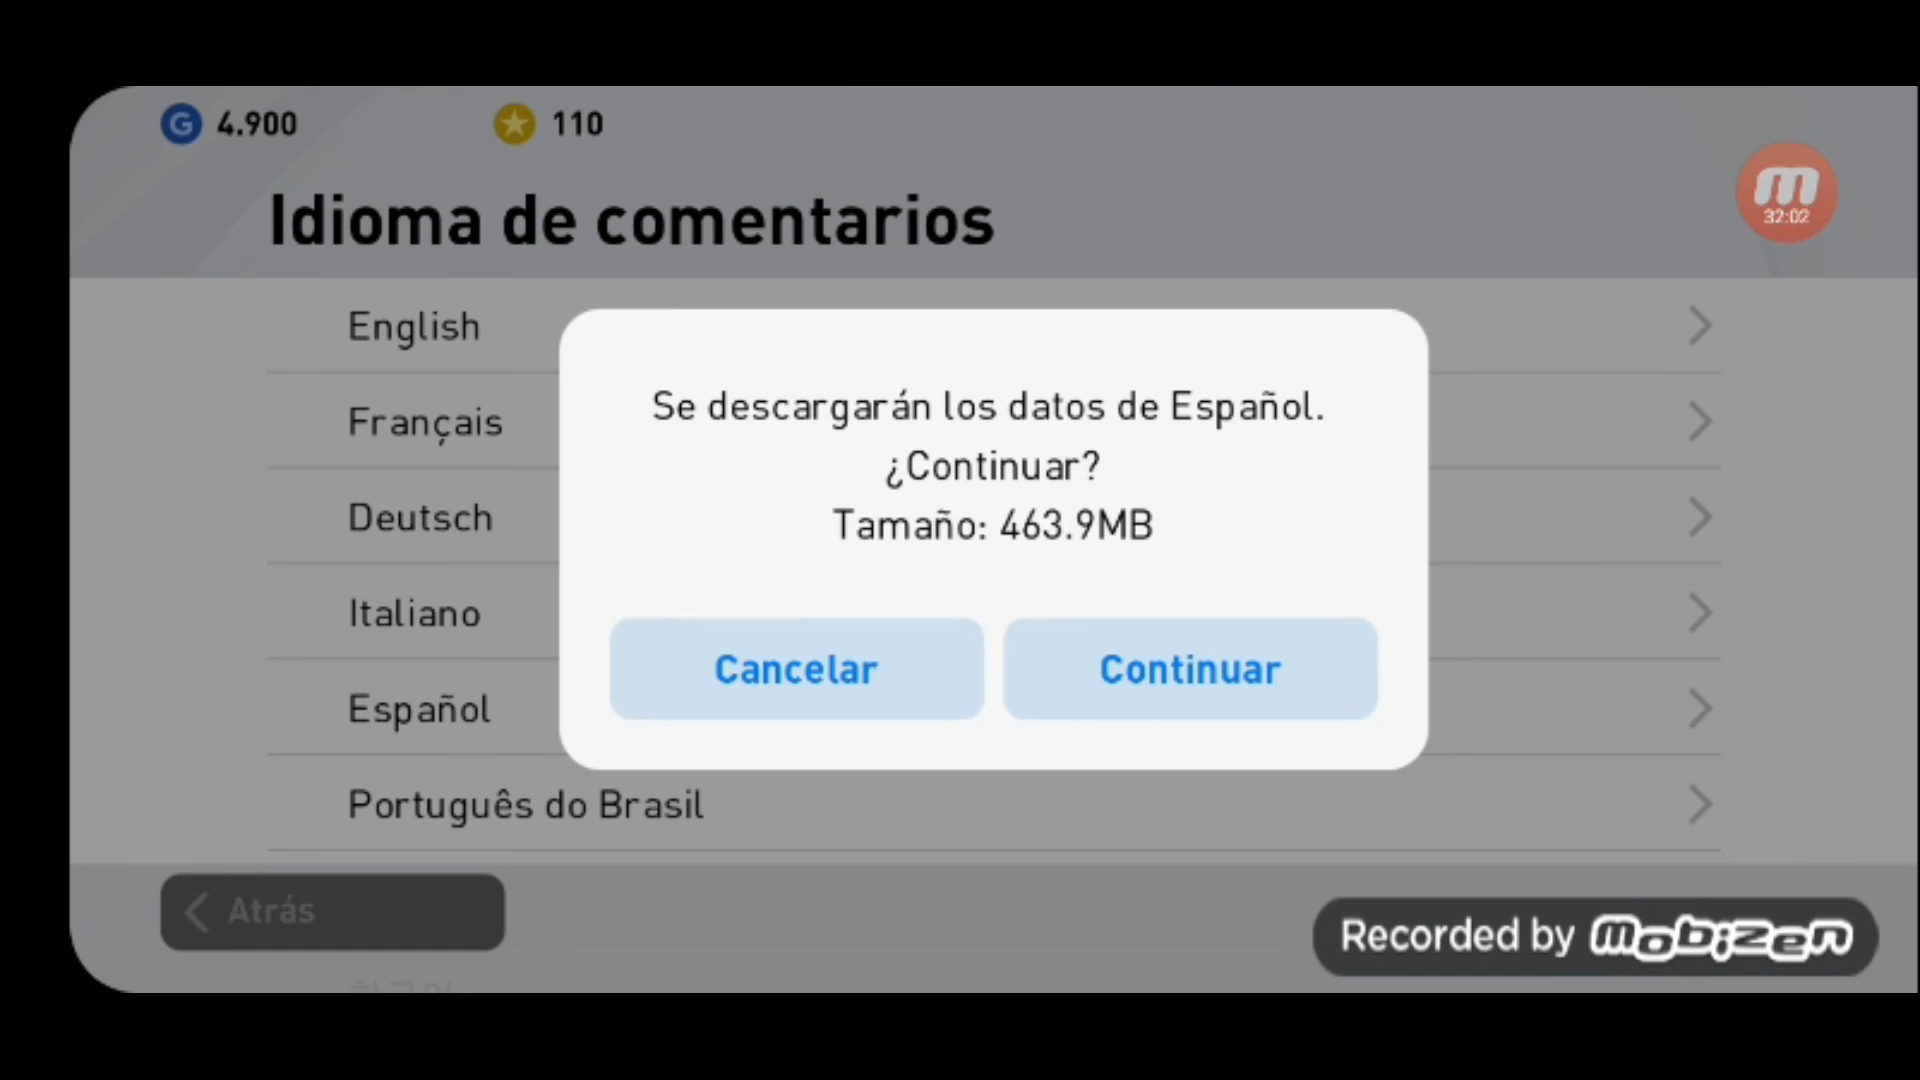 G 4.900
110
m
32:02
Idioma de comentarios
English
Français
Deutsch
Italiano
Español
Português do Brasil
Se descargarán los datos de Español.
¿Continuar?
Tamaño: 463.9MB
Cancelar
Continuar
Atrás
Recorded by mobizen